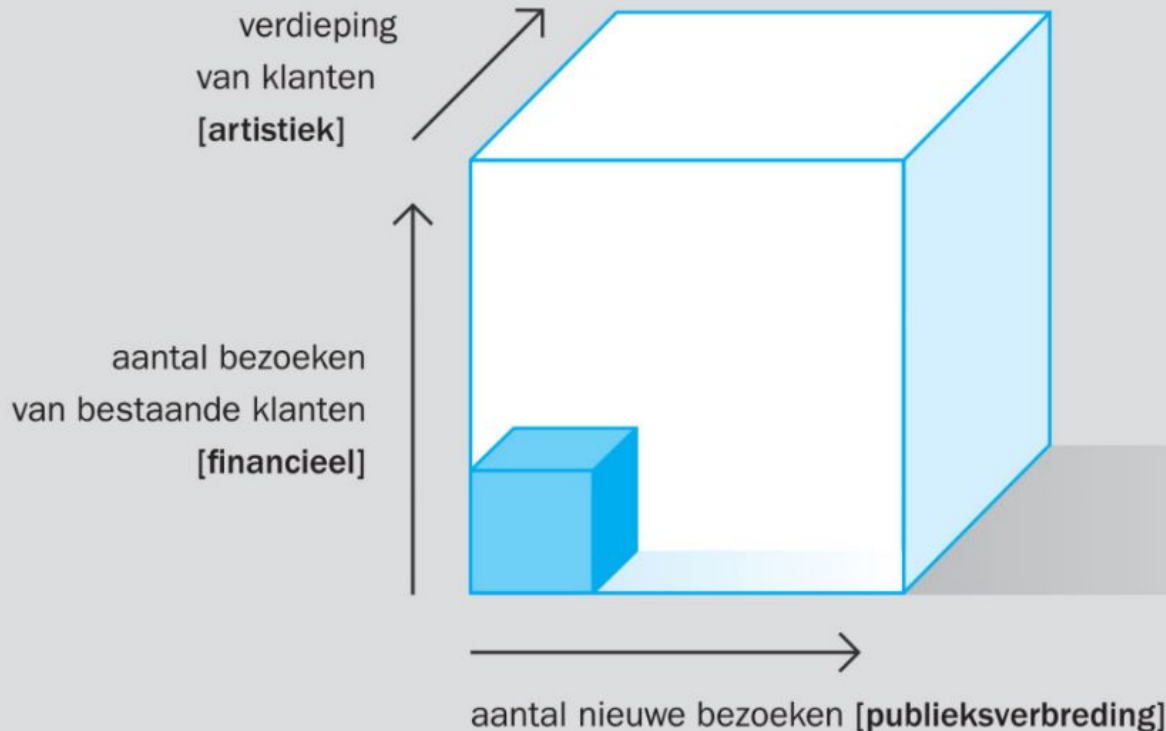 verdieping
van klanten
[artistiek]
aantal bezoeken
van bestaande klanten
[financieel]
aantal nieuwe bezoeken [publieksverbreding]